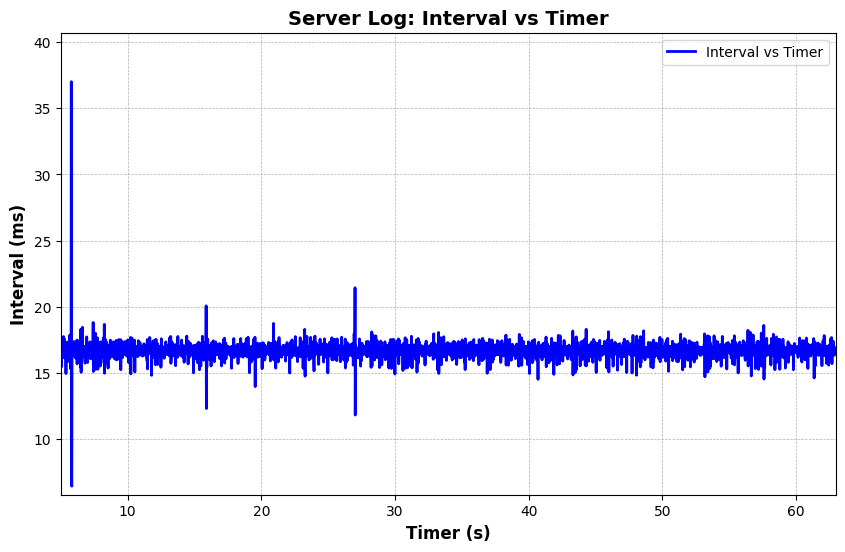 Server Log: Interval vs Timer
Interval vs Timer
40
35
30
25
20
15
10
Interval (ms)
10 20 30 40 50 60
Timer (s)